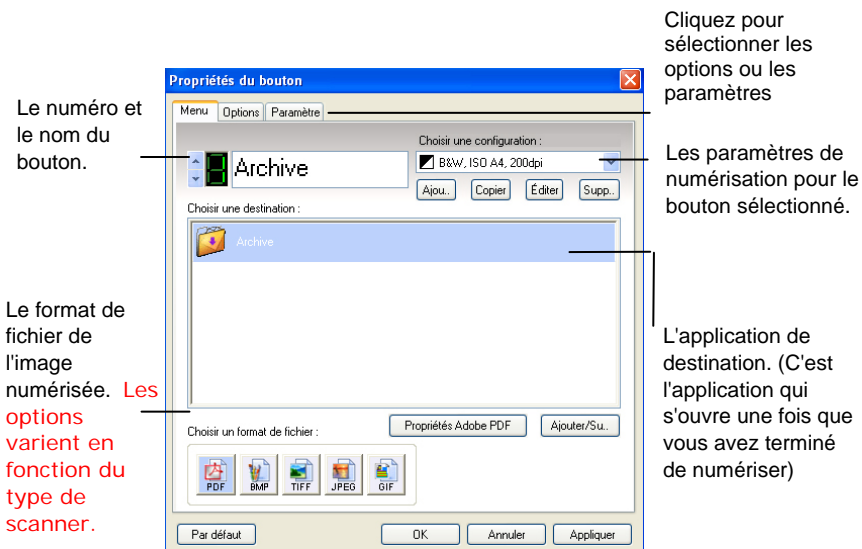 Cliquez pour
sélectionner les
options ou les
paramètres
Le numéro et
le nom du
bouton.
Propriétés du bouton
Menu Options Paramètre
Choisir une configuration :
3 Archive
B&W, ISO A4, 200dpi
Ajou.. Copier Éditer Supp..
Choisir une destination :
Archive
Les paramètres de
numérisation pour le
bouton sélectionné.
Le format de
fichier de
l'image
numérisée. Les
options
varient en
fonction du
type de
scanner.
L'application de
destination. (C'est
l'application qui
s'ouvre une fois que
vous avez terminé
de numériser)
Choisir un format de fichier :
Propriétés Adobe PDF Ajouter/Su..
PDF BMP TIFF JPEG GIF
Par défaut OK Annuler Appliquer